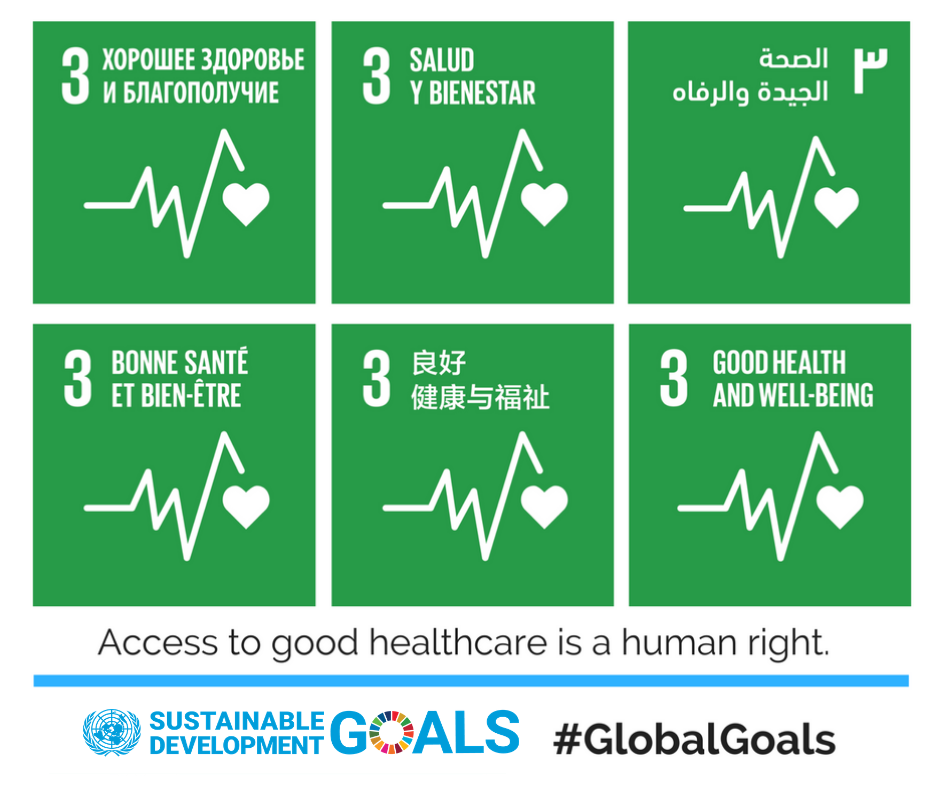 3 ХОРОШЕЕ ЗДОРОВЬЕ
И БЛАГОПОЛУЧИЕ
3 SALUD
Y BIENESTAR
٣ الصحة
الجيدة والرفاه
3 BONNE SANTÉ
ET BIEN-ÊTRE
3 良好
健康与福祉
3 GOOD HEALTH
AND WELL-BEING
Access to good healthcare is a human right.
SUSTAINABLE
DEVELOPMENT GOALS
#GlobalGoals